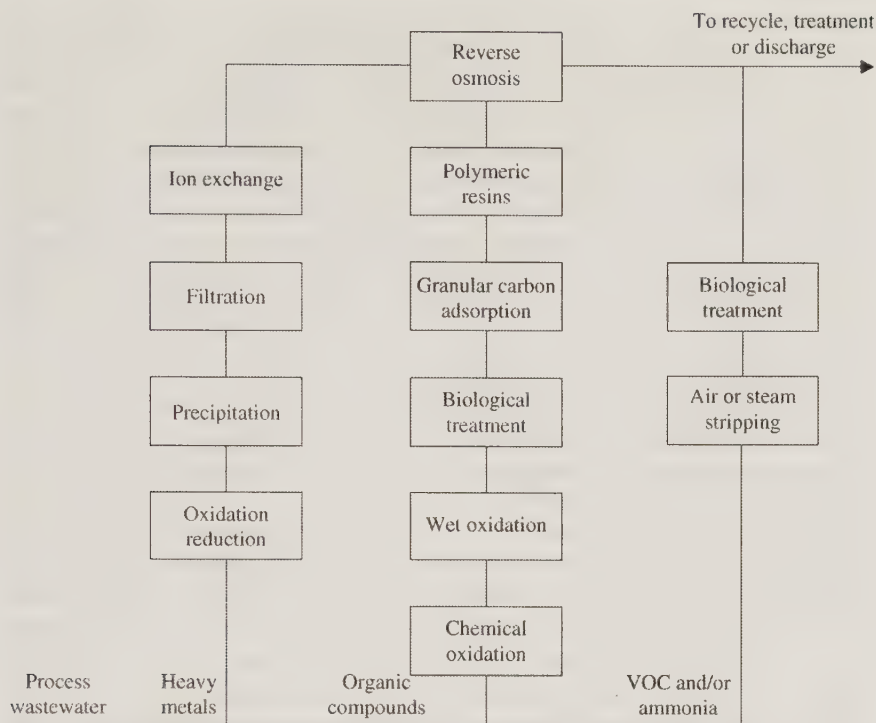 To recycle, treatment
or discharge
Reverse
osmosis
Ion exchange
Polymeric
resins
Filtration
Granular carbon
adsorption
Biological
treatment
Precipitation
Biological
treatment
Air or steam
stripping
Oxidation
reduction
Wet oxidation
Chemical
oxidation
Process
wastewater
Heavy
metals
Organic
compounds
VOC and/or
ammonia